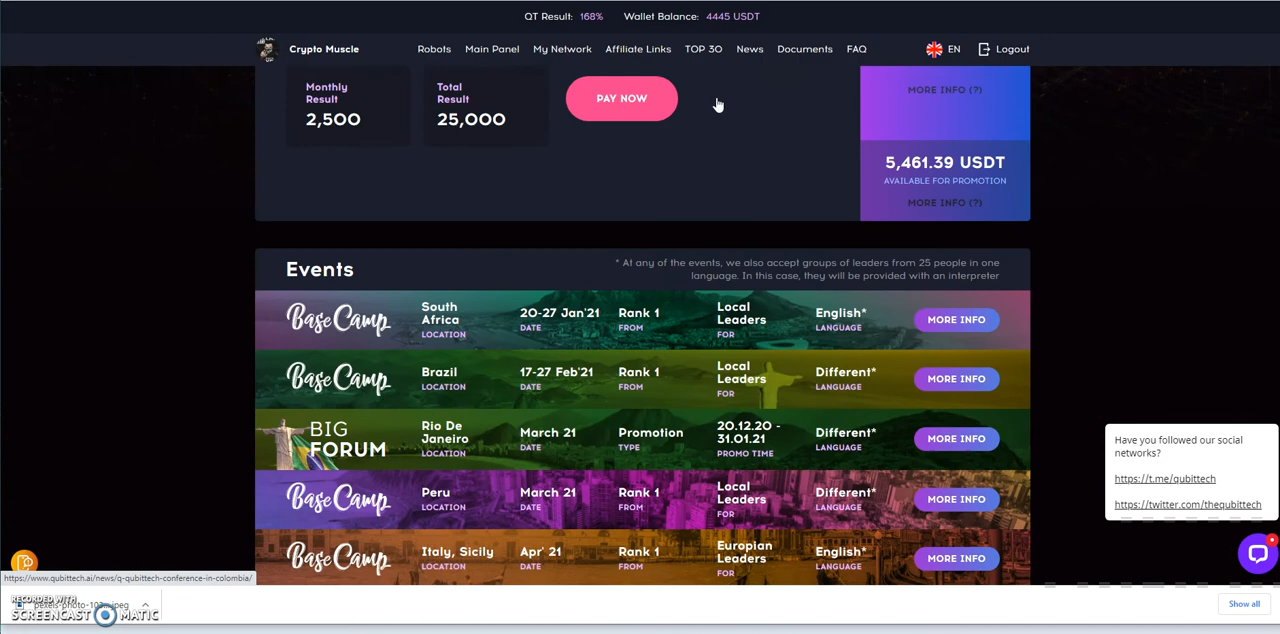 QT Result: 168% Wallet Balance: 4445 USDT
Crypto Muscle Robots Main Panel My Network Affiliate Links TOP 30 News Documents FAQ EN Logout
Monthly Result
2,500
Total Result
25,000
PAY NOW
MORE INFO (?)
5,461.39 USDT
AVAILABLE FOR PROMOTION
MORE INFO (?)
Events
* At any of the events, we also accept groups of leaders from 25 people in one
language. In this case, they will be provided with an interpreter
BaseCamp South Africa 20-27 Jan'21 Rank 1 Local Leaders English* MORE INFO
LOCATION DATE FROM FOR LANGUAGE
BaseCamp Brazil 17-27 Feb'21 Rank 1 Local Leaders Different* MORE INFO
LOCATION DATE FROM FOR LANGUAGE
BIG FORUM Rio De Janeiro March 21 Promotion 20.12.20 - 31.01.21 Different* MORE INFO
LOCATION DATE TYPE PROMO TIME LANGUAGE
BaseCamp Peru March 21 Rank 1 Local Leaders Different* MORE INFO
LOCATION DATE FROM FOR LANGUAGE
BaseCamp Italy, Sicily Apr' 21 Rank 1 Europian Leaders English* MORE INFO
LOCATION DATE FROM FOR LANGUAGE
Have you followed our social
networks?
https://t.me/qubittech
https://twitter.com/thequbittech
https://www.qubittech.ai/news/q-qubittech-conference-in-colombia/
RECORDED WITH
SCREENCAST MATIC
Show all